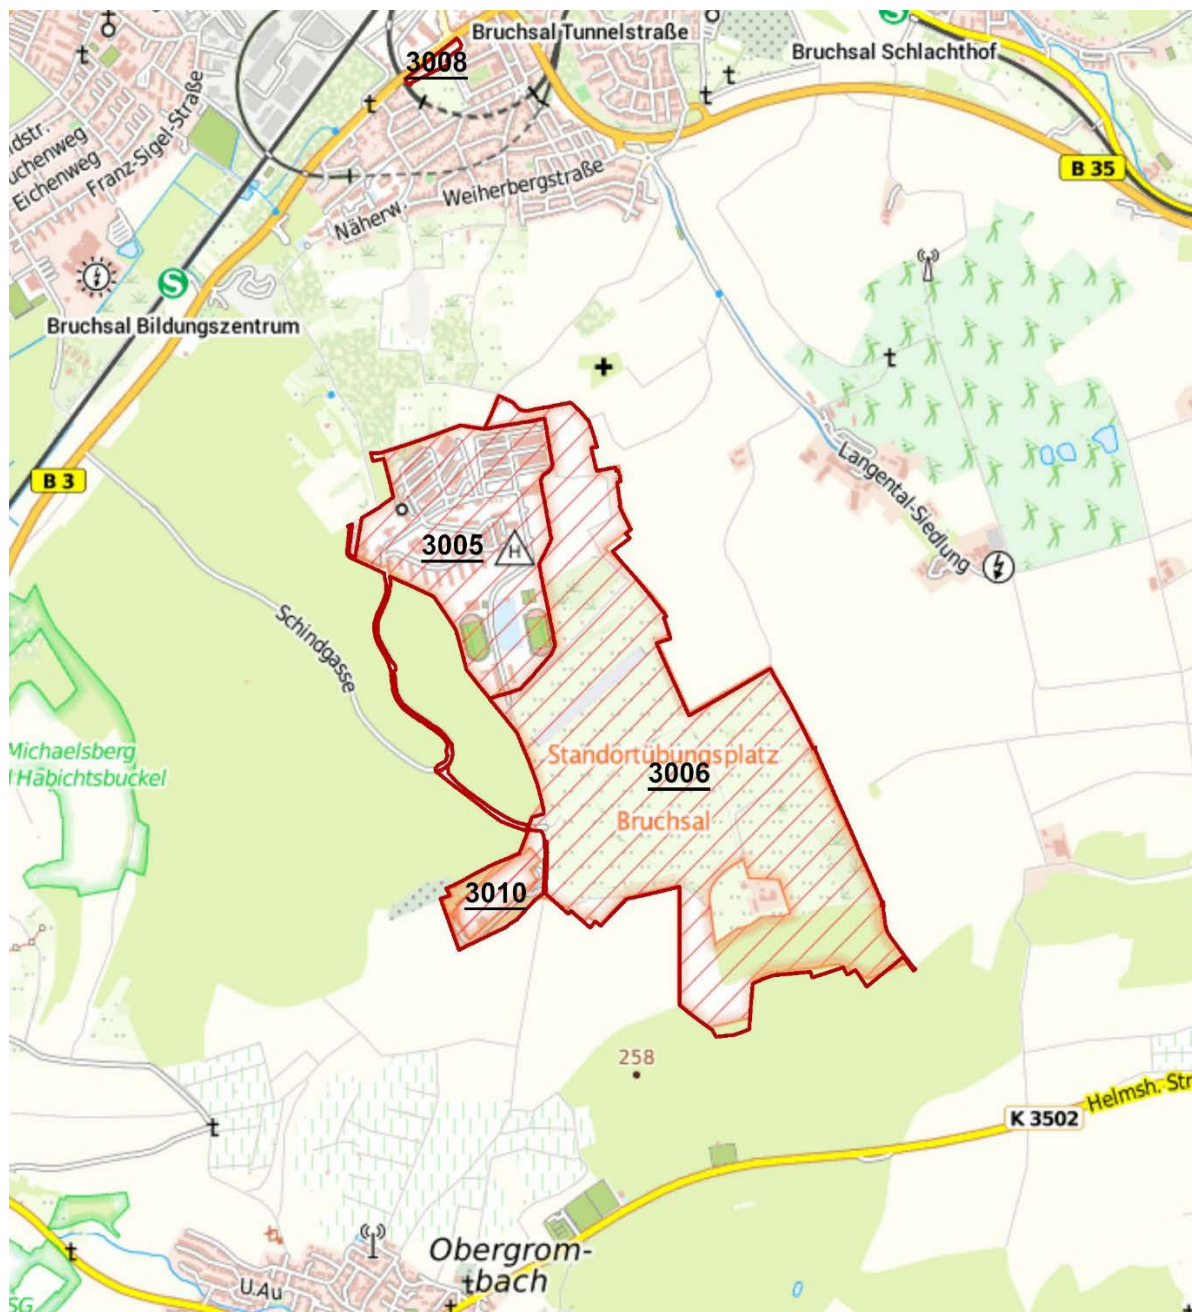 Bruchsal Tunnelstraße
3008
Bruchsal Schlachthof
S
dstr.
uchenweg
Eichenweg
Franz-Sigel-Straße
Näherw.
Weiherbergstraße
B 35
S
Bruchsal Bildungszentrum
B 3
Langental-Siedlung
3005
H
Schindgasse
Michaelsberg
Habichtsbuckel
Standortübungsplatz
3006
Bruchsal
3010
258
Helmsh. Str
K 3502
Obergrom-
bach
U.Au
SG